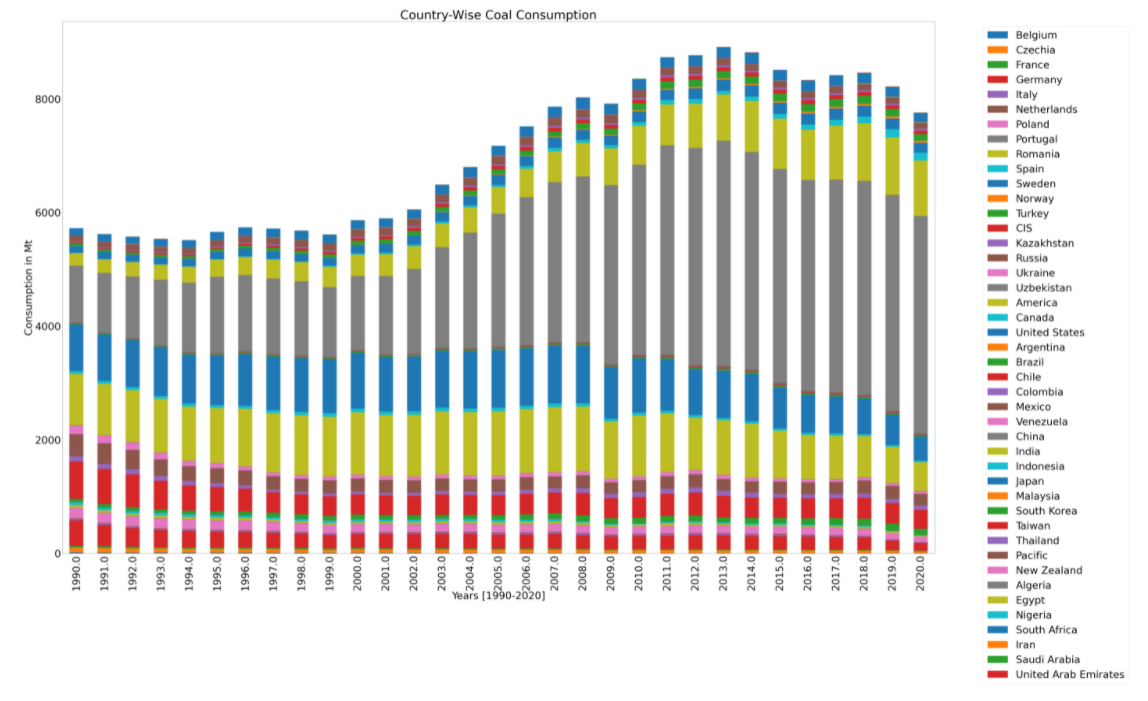 Country-Wise Coal Consumption
Consumption in Mt
8000
6000
4000
2000
0
1990.0
1991.0
1992.0
1993.0
1994.0
1995.0
1996.0
1997.0
1998.0
1999.0
2000.0
2001.0
2002.0
2003.0
2004.0
2005.0
2006.0
2007.0
2008.0
2009.0
2010.0
2011.0
2012.0
2013.0
2014.0
2015.0
2016.0
2017.0
2018.0
2019.0
2020.0
Years [1990-2020]
Belgium
Czechia
France
Germany
Italy
Netherlands
Poland
Portugal
Romania
Spain
Sweden
Norway
Turkey
CIS
Kazakhstan
Russia
Ukraine
Uzbekistan
America
Canada
United States
Argentina
Brazil
Chile
Colombia
Mexico
Venezuela
China
India
Indonesia
Japan
Malaysia
South Korea
Taiwan
Thailand
Pacific
New Zealand
Algeria
Egypt
Nigeria
South Africa
Iran
Saudi Arabia
United Arab Emirates